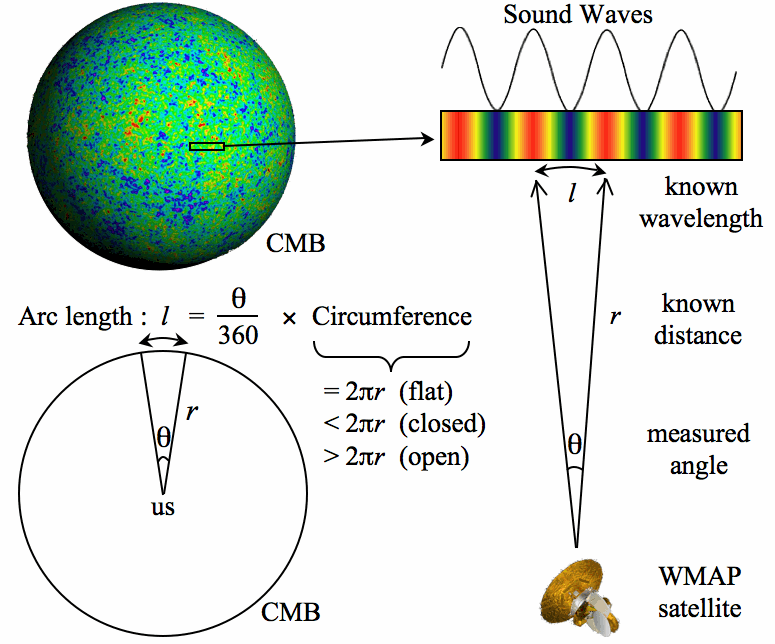 Sound Waves
CMB
l
known
wavelength
Arc length : l = θ/360 × Circumference
= 2πr (flat)
< 2πr (closed)
> 2πr (open)
r
known
distance
r
θ
us
CMB
θ
measured
angle
WMAP
satellite